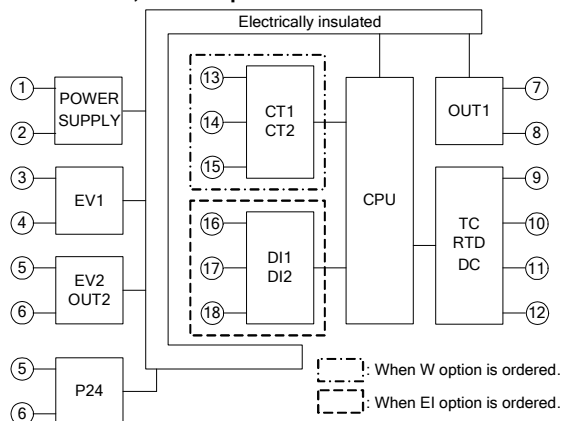 Electrically insulated
1
2
POWER
SUPPLY
3
4
EV1
5
6
EV2
OUT2
5
6
P24
13
14
15
CT1
CT2
16
17
18
DI1
DI2
CPU
OUT1
7
8
TC
RTD
DC
9
10
11
12
: When W option is ordered.
: When EI option is ordered.